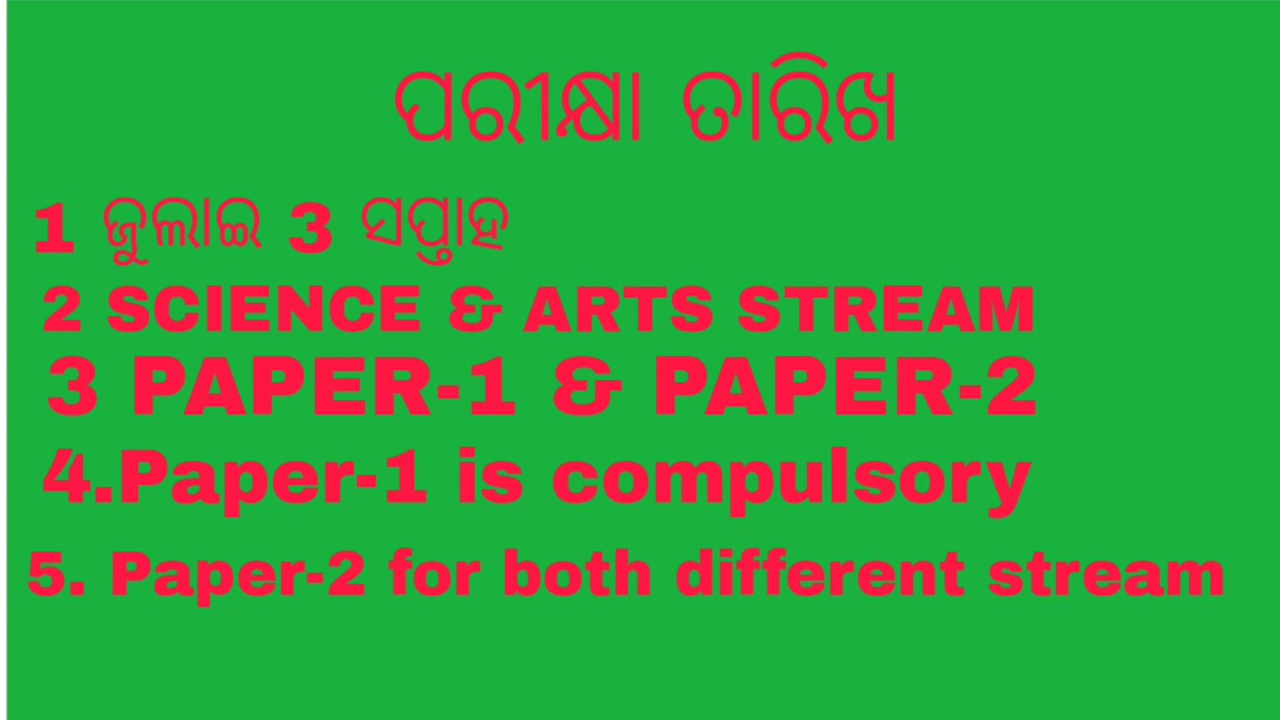 ପରୀକ୍ଷା ତାରିଖ
1 ଜୁଲାଇ 3 ସପ୍ତାହ
2 SCIENCE & ARTS STREAM
3 PAPER-1 & PAPER-2
4.Paper-1 is compulsory
5. Paper-2 for both different stream